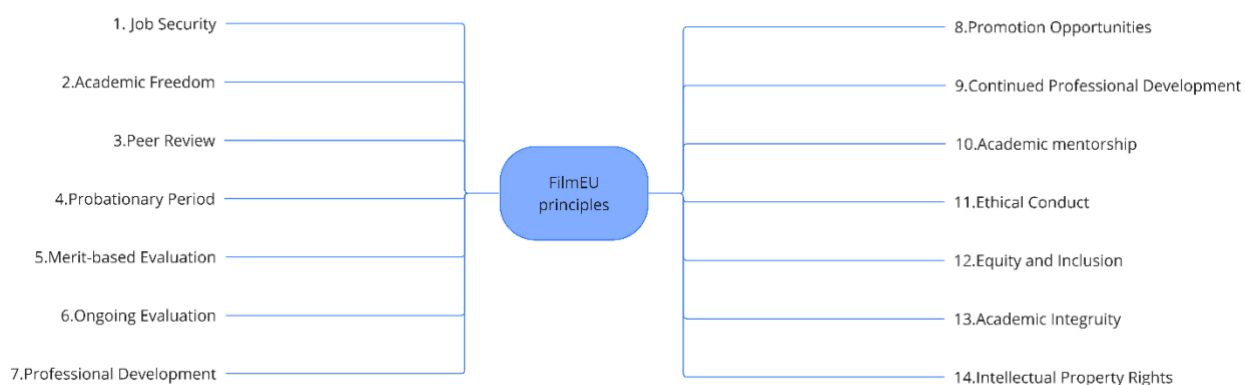 1. Job Security
2.Academic Freedom
3.Peer Review
4.Probationary Period
5.Merit-based Evaluation
6.Ongoing Evaluation
7.Professional Development
FilmEU
principles
8.Promotion Opportunities
9.Continued Professional Development
10.Academic mentorship
11.Ethical Conduct
12.Equity and Inclusion
13.Academic Integruity
14.Intellectual Property Rights